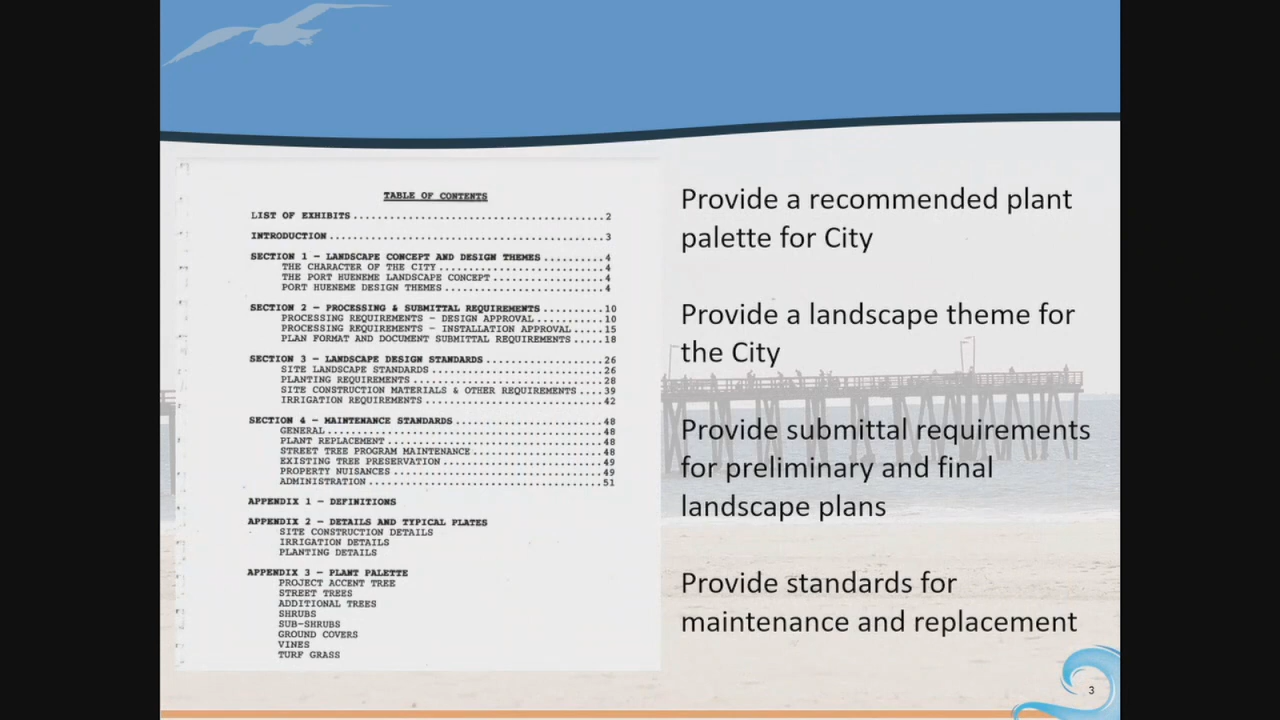 TABLE OF CONTENTS
LIST OF EXHIBITS..........................................2
INTRODUCTION..............................................3
SECTION 1 - LANDSCAPE CONCEPT AND DESIGN THEMES...........4
THE CHARACTER OF THE CITY...........................4
THE PORT HUENEME LANDSCAPE CONCEPT..................4
PORT HUENEME DESIGN THEMES..........................4
SECTION 2 - PROCESSING & SUBMITTAL REQUIREMENTS...........10
PROCESSING REQUIREMENTS - DESIGN APPROVAL...........10
PROCESSING REQUIREMENTS - INSTALLATION APPROVAL.....15
PLAN FORMAT AND DOCUMENT SUBMITTAL REQUIREMENTS.....18
SECTION 3 - LANDSCAPE DESIGN STANDARDS....................26
SITE LANDSCAPE STANDARDS............................26
PLANTING REQUIREMENTS...............................28
SITE CONSTRUCTION MATERIALS & OTHER REQUIREMENTS....39
IRRIGATION REQUIREMENTS.............................42
SECTION 4 - MAINTENANCE STANDARDS.........................48
GENERAL.............................................48
PLANT REPLACEMENT...................................48
STREET TREE PROGRAM MAINTENANCE.....................48
EXISTING TREE PRESERVATION..........................49
PROPERTY NUISANCES..................................49
ADMINISTRATION......................................51
APPENDIX 1 - DEFINITIONS
APPENDIX 2 - DETAILS AND TYPICAL PLATES
SITE CONSTRUCTION DETAILS
IRRIGATION DETAILS
PLANTING DETAILS
APPENDIX 3 - PLANT PALETTE
PROJECT ACCENT TREE
STREET TREES
ADDITIONAL TREES
SHRUBS
SUB-SHRUBS
GROUND COVERS
VINES
TURF GRASS
Provide a recommended plant
palette for City
Provide a landscape theme for
the City
Provide submittal requirements
for preliminary and final
landscape plans
Provide standards for
maintenance and replacement
3